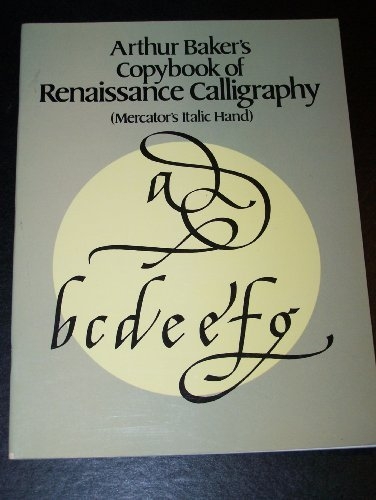 Arthur Baker's
Copybook of
Renaissance Calligraphy
(Mercator's Italic Hand)
a
bcdeefg